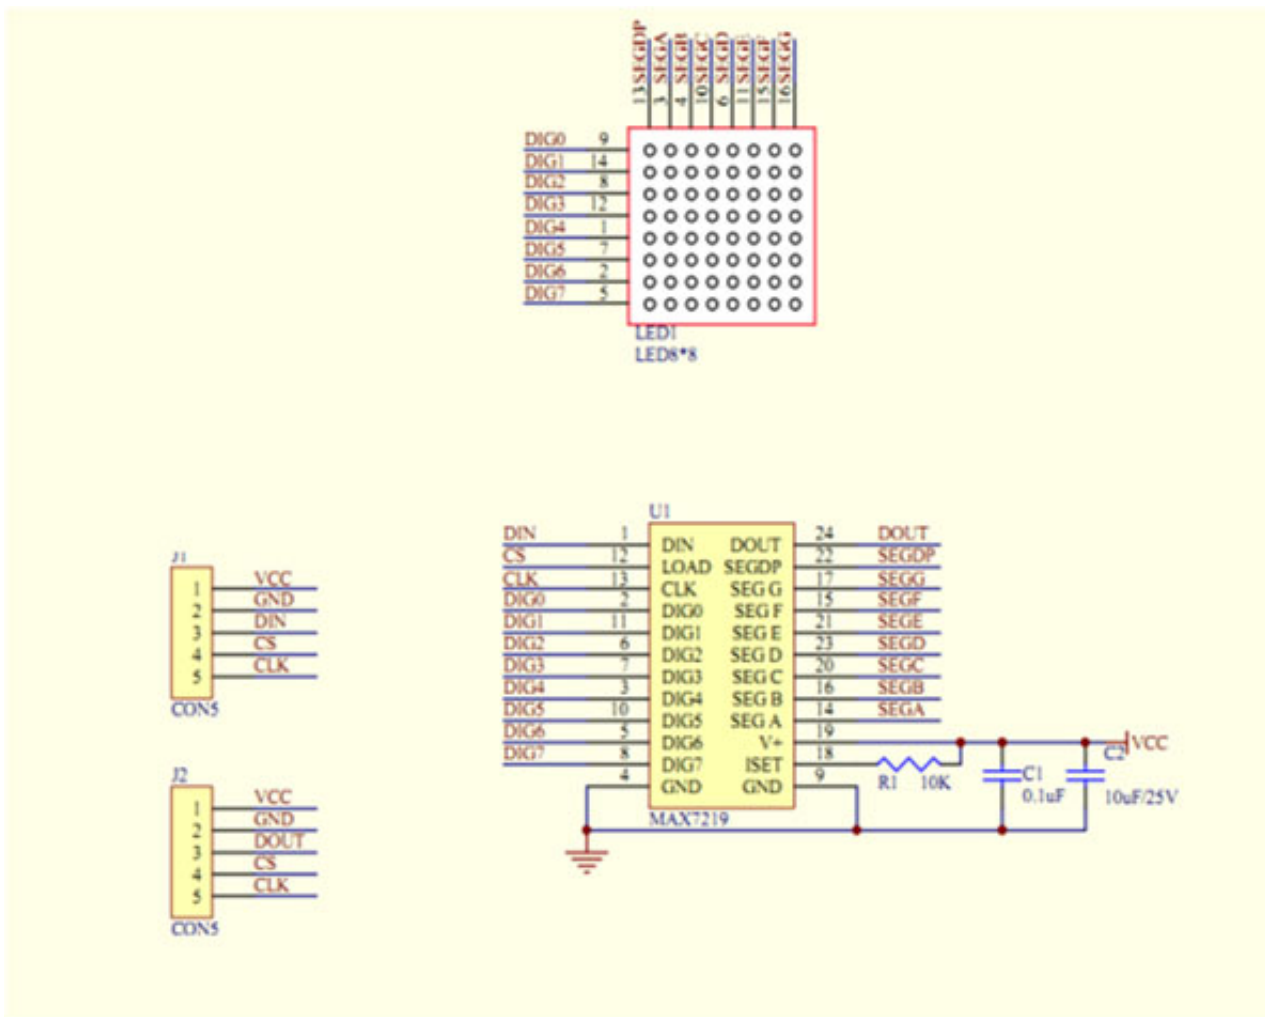 13 SEGDP
3 SEGA
4 SEGB
10 SEGC
6 SEGD
11 SEGE
15 SEGF
16 SEGG
DIG0 9
DIG1 14
DIG2 8
DIG3 12
DIG4 1
DIG5 7
DIG6 2
DIG7 5
LED1
LED8*8
J1
1 VCC
2 GND
3 DIN
4 CS
5 CLK
CON5
J2
1 VCC
2 GND
3 DOUT
4 CS
5 CLK
CON5
U1
DIN 1 DIN DOUT 24 DOUT
CS 12 LOAD SEGDP 22 SEGDP
CLK 13 CLK SEG G 17 SEGG
DIG0 2 DIG0 SEG F 15 SEGF
DIG1 11 DIG1 SEG E 21 SEGE
DIG2 6 DIG2 SEG D 23 SEGD
DIG3 7 DIG3 SEG C 20 SEGC
DIG4 3 DIG4 SEG B 16 SEGB
DIG5 10 DIG5 SEG A 14 SEGA
DIG6 5 DIG6 V+ 19 VCC
DIG7 8 DIG7 ISET 18
4 GND GND 9
MAX7219
R1 10K
C1
0.1uF
C2
10uF/25V